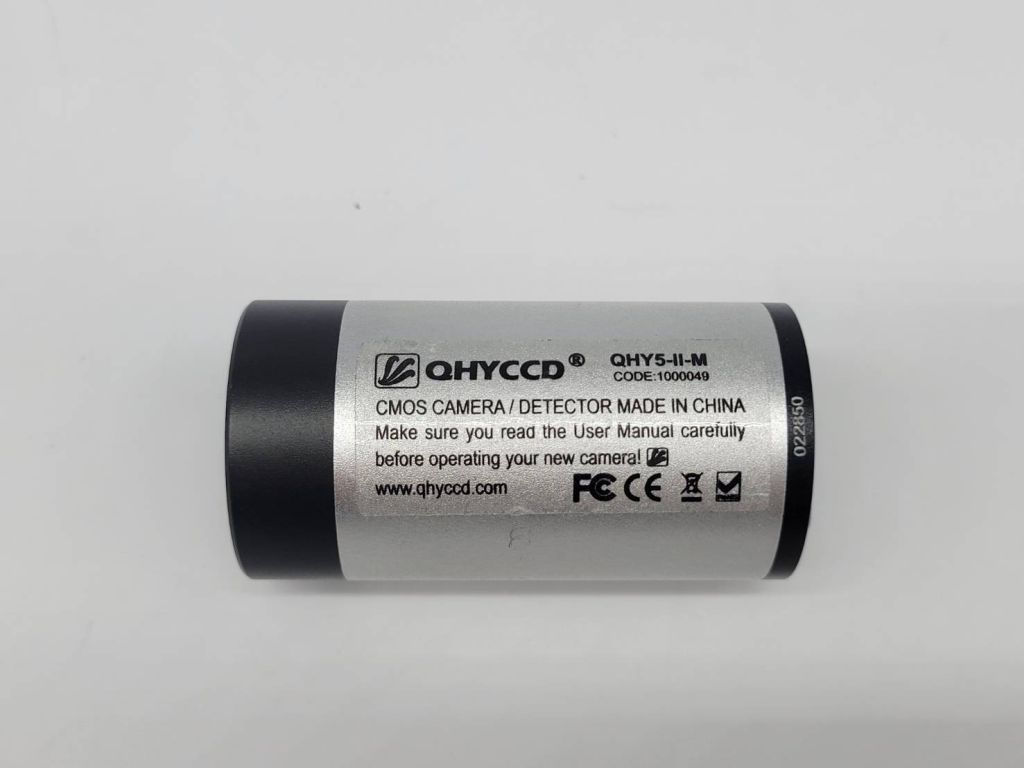 QHYCCD® QHY5-II-M
CODE:1000049
CMOS CAMERA / DETECTOR MADE IN CHINA
Make sure you read the User Manual carefully
before operating your new camera!
www.qhyccd.com FC CE
022850